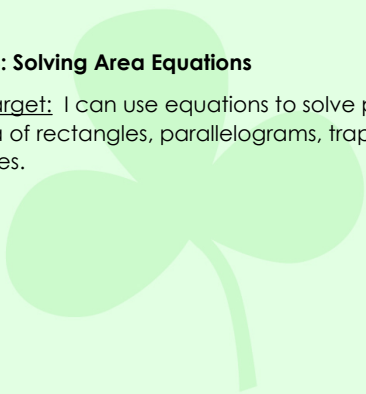 : Solving Area Equations
arget: I can use equations to solve p
of rectangles, parallelograms, trap
es.